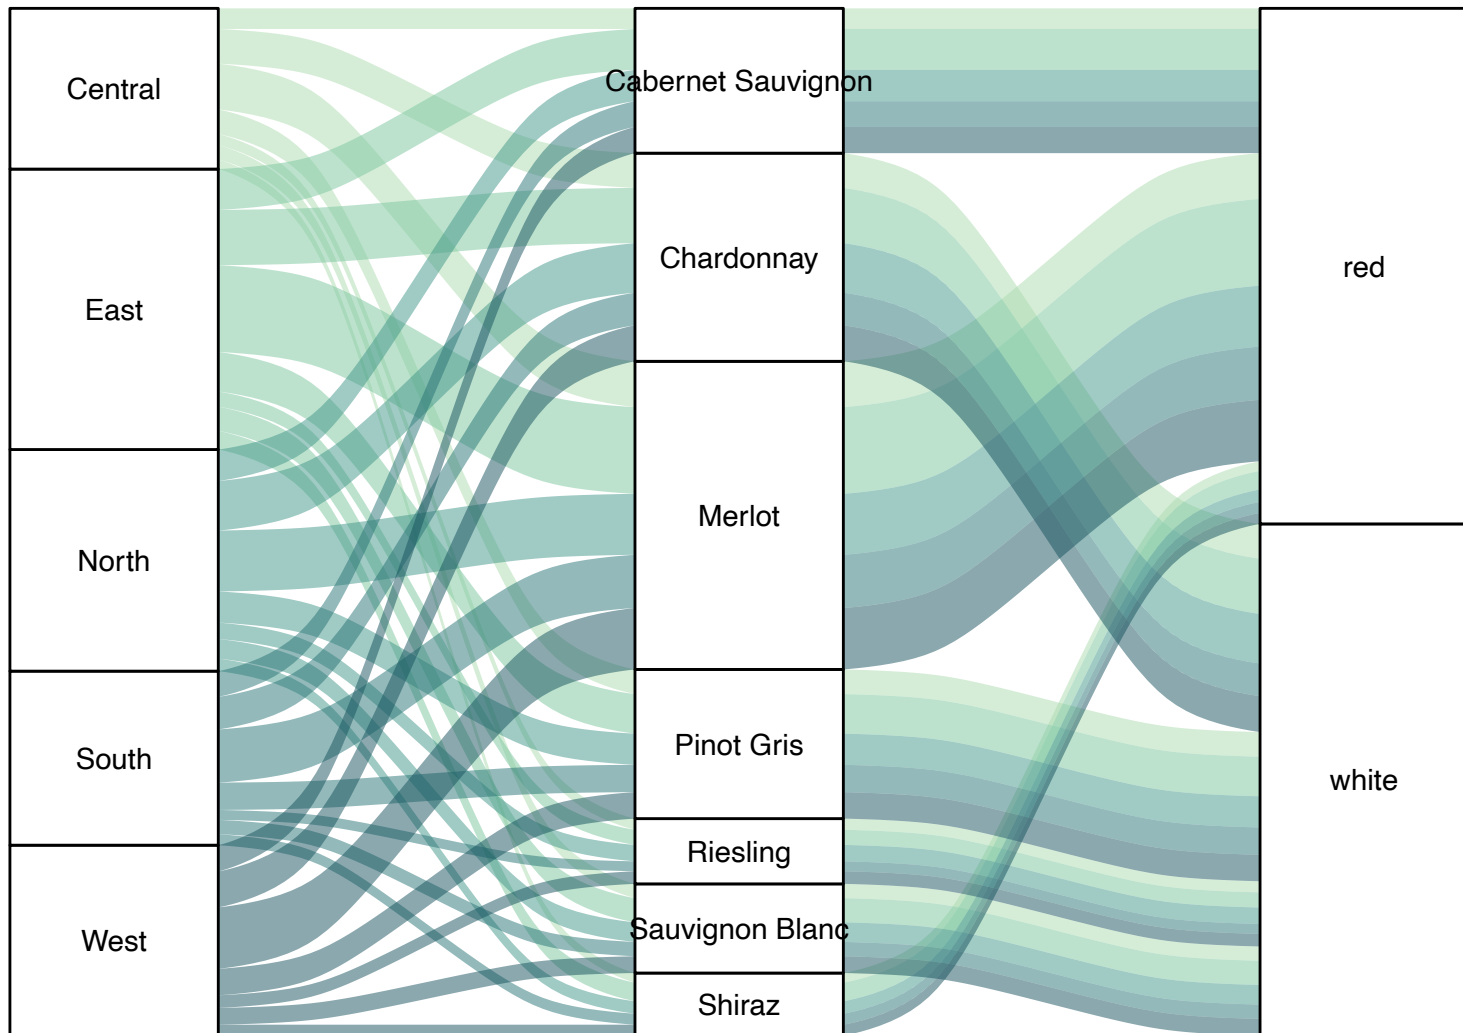 Central
East
North
South
West
Cabernet Sauvignon
Chardonnay
Merlot
Pinot Gris
Riesling
Sauvignon Blanc
Shiraz
red
white